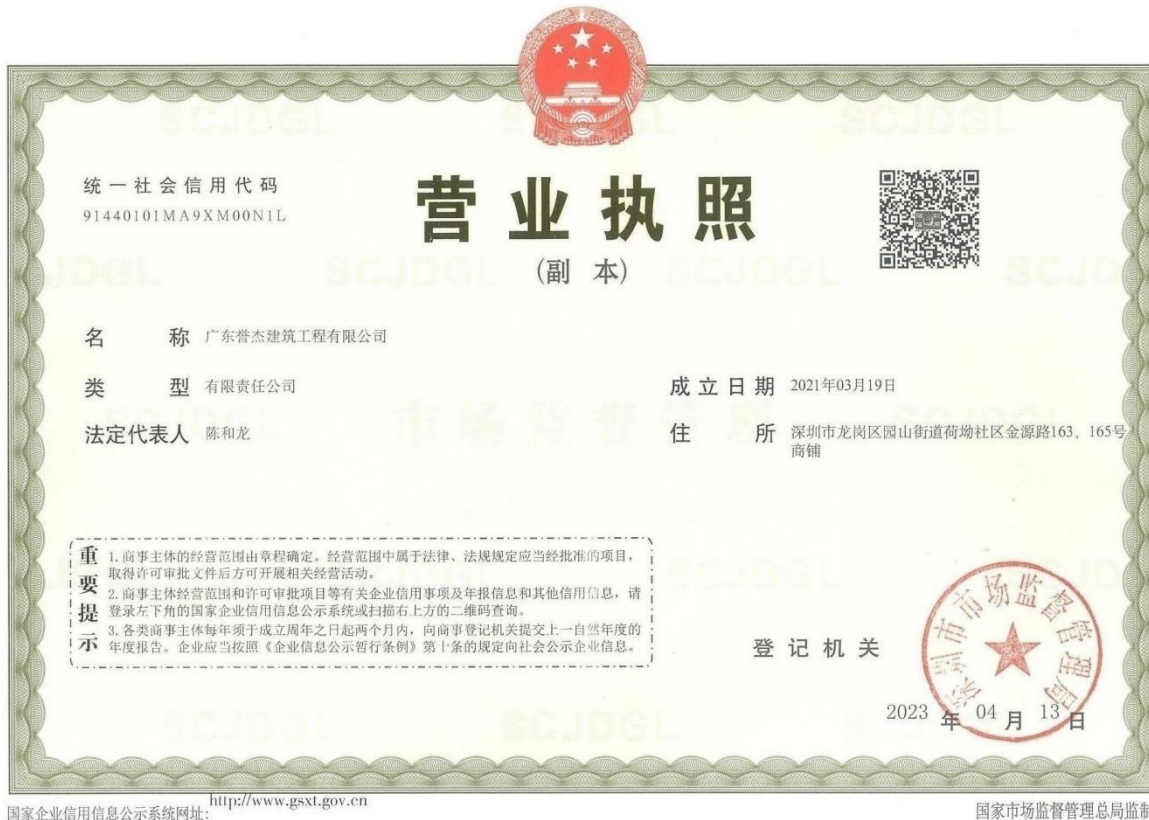 统一社会信用代码
91440101MA9XM00N1L
营业执照
(副 本)
名 称 广东誉杰建筑工程有限公司
类 型 有限责任公司
成立日期 2021年03月19日
法定代表人 陈和龙
住 所 深圳市龙岗区园山街道荷坳社区金源路163、165号
商铺
重要提示
1.商事主体的经营范围由章程确定。经营范围中属于法律、法规规定应当经批准的项目,
取得许可审批文件后方可开展相关经营活动。
2.商事主体经营范围和许可审批项目等有关企业信用事项及年报信息和其他信用信息,请
登录左下角的国家企业信用信息公示系统或扫描右上方的二维码查询。
3.各类商事主体每年须于成立周年之日起两个月内,向商事登记机关提交上一自然年度的
年度报告。企业应当按照《企业信息公示暂行条例》第十条的规定向社会公示企业信息。
登记机关
深圳市市场监督管理局
2023 年 04 月 13 日
国家企业信用信息公示系统网址: http://www.gsxt.gov.cn
国家市场监督管理总局监制
SCJDGL
市场监督管理